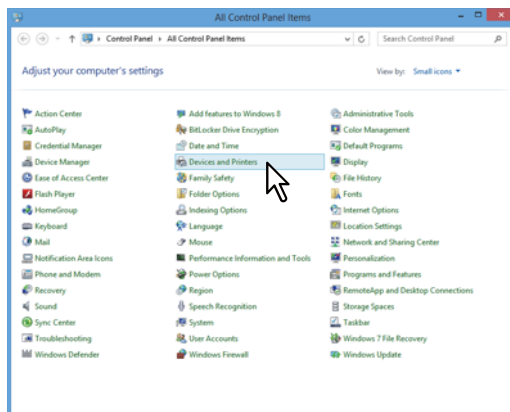 All Control Panel Items
Control Panel All Control Panel Items Search Control Panel
Adjust your computer's settings View by: Small icons
Action Center Add features to Windows 8 Administrative Tools
AutoPlay BitLocker Drive Encryption Color Management
Credential Manager Date and Time Default Programs
Device Manager Devices and Printers Display
Ease of Access Center Family Safety File History
Flash Player Folder Options Fonts
HomeGroup Indexing Options Internet Options
Keyboard Language Location Settings
Mail Mouse Network and Sharing Center
Notification Area Icons Performance Information and Tools Personalization
Phone and Modem Power Options Programs and Features
Recovery Region RemoteApp and Desktop Connections
Sound Speech Recognition Storage Spaces
Sync Center System Taskbar
Troubleshooting User Accounts Windows 7 File Recovery
Windows Defender Windows Firewall Windows Update